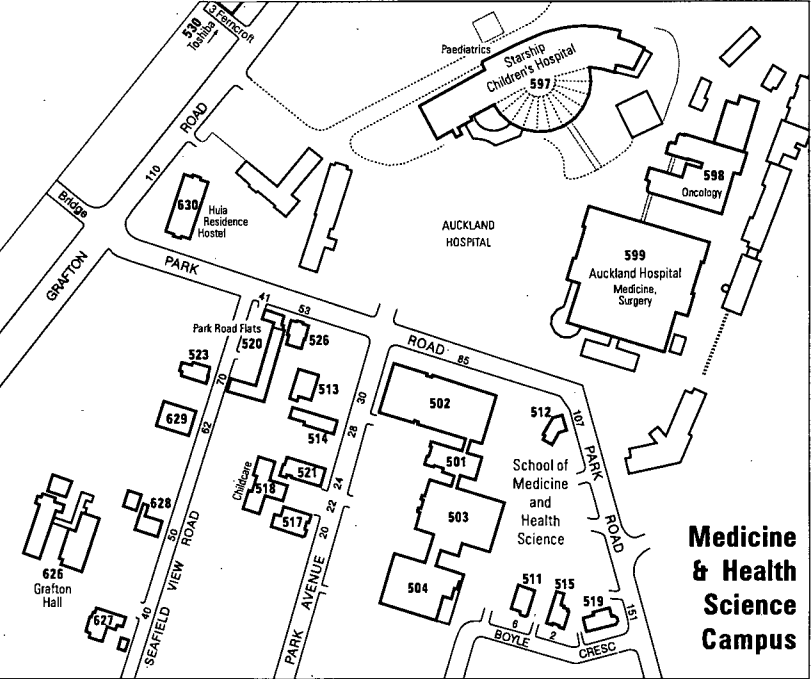 3 Ferncroft
530
Toshiba
Paediatrics
Starship
Children's Hospital
597
ROAD
110
Bridge
630
Huia
Residence
Hostel
598
Oncology
AUCKLAND
HOSPITAL
599
Auckland Hospital
Medicine,
Surgery
GRAFTON
PARK
41
53
Park Road Flats
520
526
ROAD
85
523
70
513
30
502
512
107
629
62
514
28
PARK
501
School of
Medicine
and
Health
Science
Childcare
521
518
24
22
517
20
503
628
50
ROAD
ROAD
626
Grafton
Hall
504
511
515
519
151
627
40
SEAFIELD VIEW
PARK AVENUE
6
2
BOYLE
CRESC
Medicine
& Health
Science
Campus